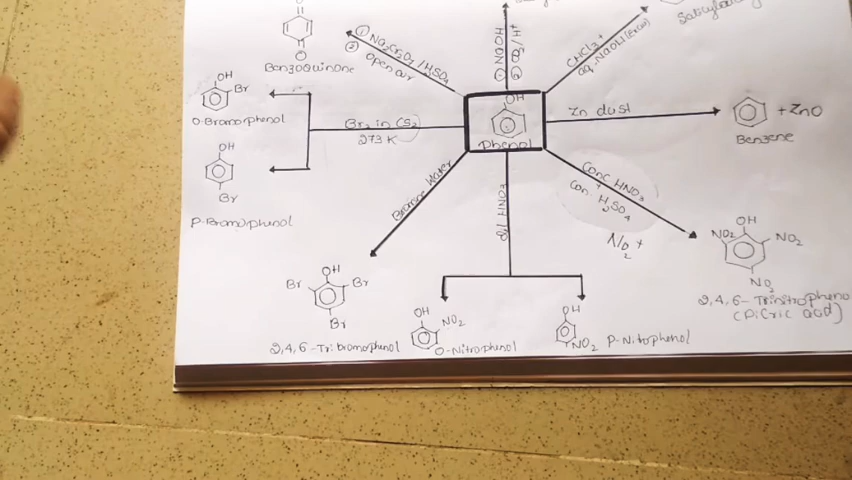 Benzoquinone
① Na2Cr2O7/H2SO4
② Open air
① NaOH
② CO2/H+
CHCl3+
aq-NaOH
OH
Br
O-Bromophenol
OH
Br
P-Bromophenol
Br2 in CS2
273 K
OH
Phenol
Zn dust
+ZnO
Benzene
Bromine Water
dil HNO3
Conc HNO3
+
Con H2SO4
NO2+
OH
NO2
NO2
NO2
2,4,6-Trinitropheno
(Picric acid)
OH
Br
Br
Br
2,4,6-Tribromophenol
OH
NO2
O-Nitrophenol
OH
NO2
P-Nitophenol